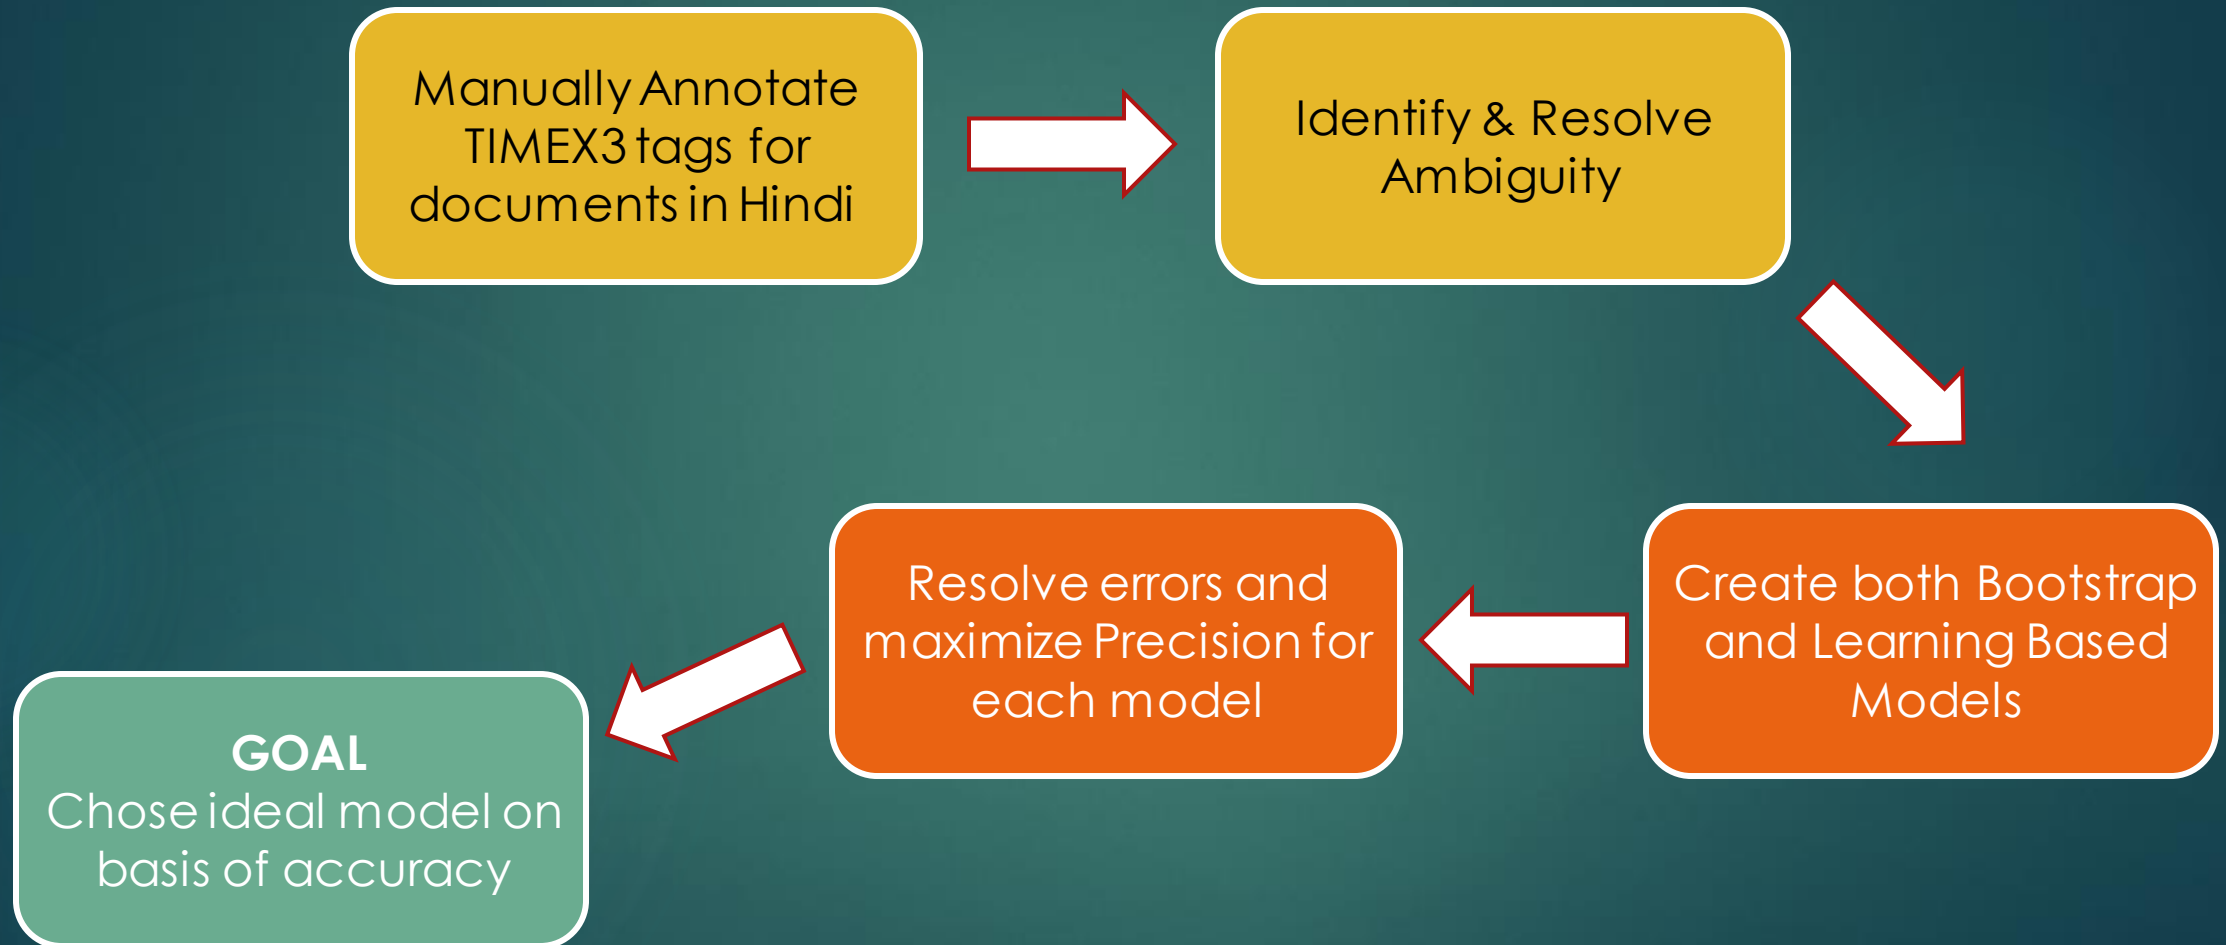 Manually Annotate
TIMEX3 tags for
documents in Hindi
Identify & Resolve
Ambiguity
Create both Bootstrap
and Learning Based
Models
Resolve errors and
maximize Precision for
each model
GOAL
Chose ideal model on
basis of accuracy